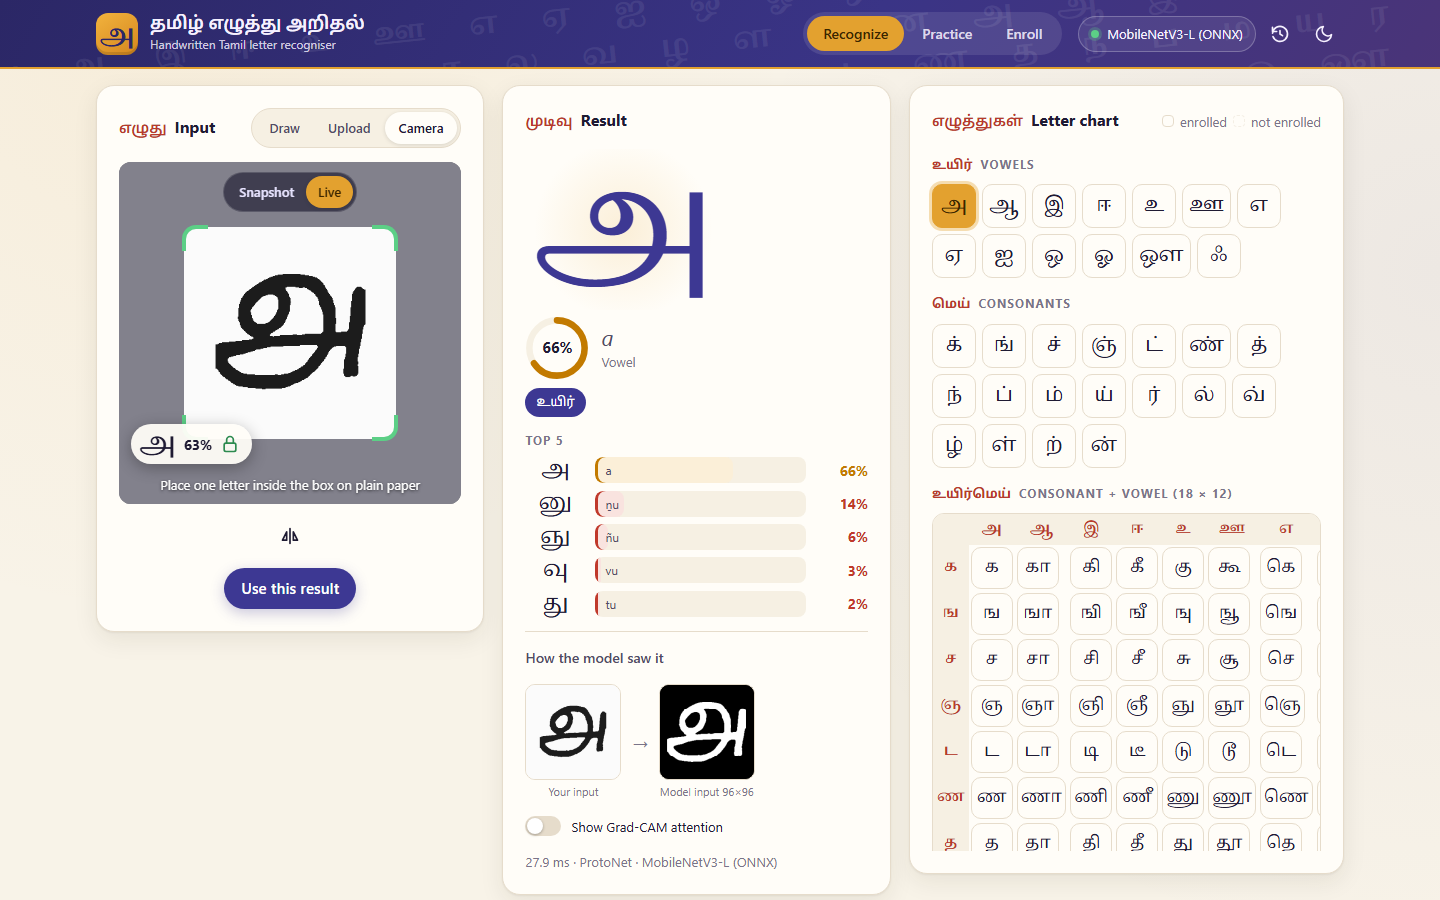 தமிழ் எழுத்து அறிதல்
Handwritten Tamil letter recogniser
Recognize Practice Enroll
MobileNetV3-L (ONNX)
எழுது Input
Draw Upload Camera
Snapshot Live
அ
அ 63%
Place one letter inside the box on plain paper
Use this result
முடிவு Result
அ
66% a
Vowel
உயிர்
TOP 5
அ a 66%
னு ṉu 14%
னு ñu 6%
வு vu 3%
து tu 2%
How the model saw it
அ → அ
Your input Model input 96×96
Show Grad-CAM attention
27.9 ms · ProtoNet · MobileNetV3-L (ONNX)
எழுத்துகள் Letter chart
enrolled not enrolled
உயிர் VOWELS
அ ஆ இ ஈ உ ஊ எ
ஏ ஐ ஒ ஓ ஔ ஃ
மெய் CONSONANTS
க் ங் ச் ஞ் ட் ண் த்
ந் ப் ம் ய் ர் ல் வ்
ழ் ள் ற் ன்
உயிர்மெய் CONSONANT + VOWEL (18 × 12)
அ ஆ இ ஈ உ ஊ எ
க க கா கி கீ கு கூ கெ
ங ங ஙா ஙி ஙீ ஙு ஙூ ஙெ
ச ச சா சி சீ சு சூ செ
ஞ ஞ ஞா ஞி ஞீ ஞு ஞூ ஞெ
ட ட டா டி டீ டு டூ டெ
ண ண ணா ணி ணீ ணு ணூ ணெ
த த தா தி தீ து தூ தெ